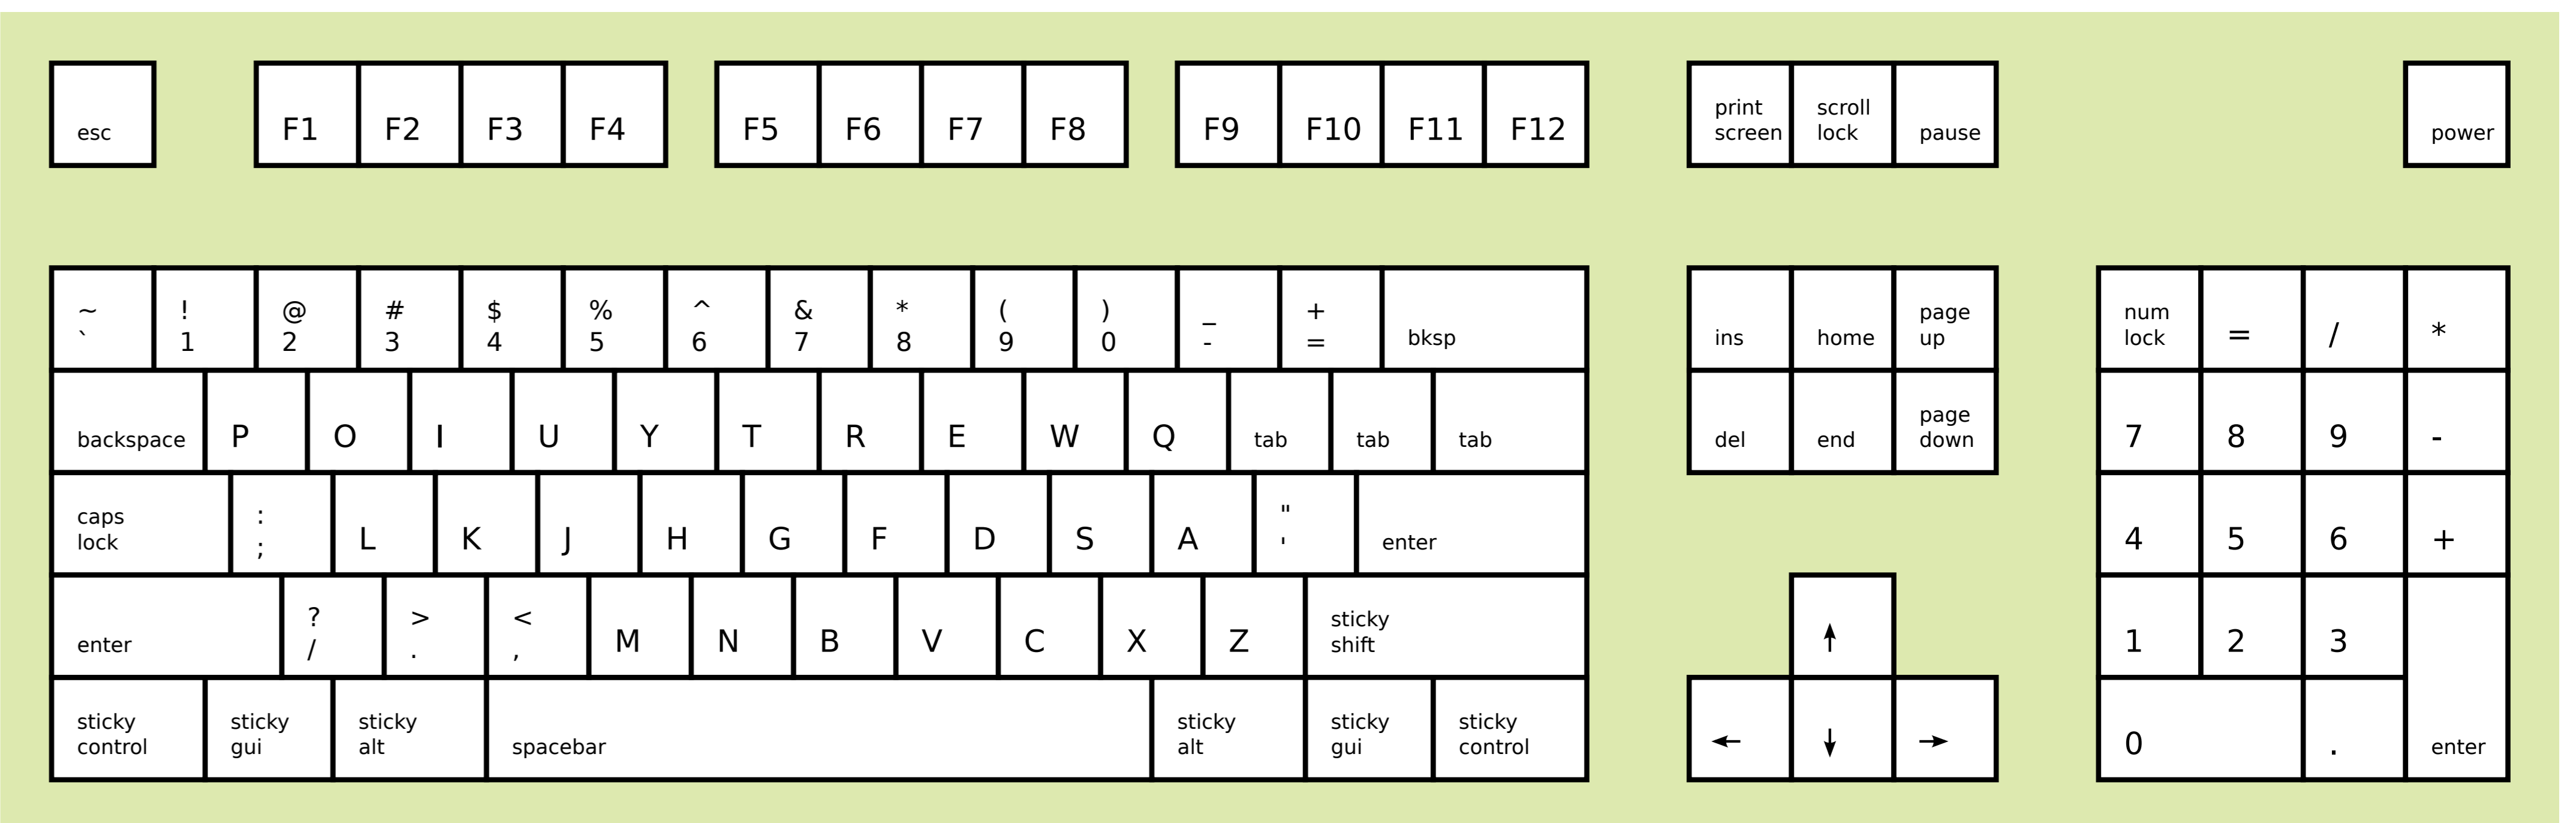 esc F1 F2 F3 F4 F5 F6 F7 F8 F9 F10 F11 F12 print screen scroll lock pause power
~ ! @ # $ % ^ & * ( ) _ + bksp ins home page up num lock = / *
` 1 2 3 4 5 6 7 8 9 0 - =
backspace P O I U Y T R E W Q tab tab tab del end page down 7 8 9 -
caps lock : ; L K J H G F D S A " ' enter 4 5 6 +
enter ? / > . < , M N B V C X Z sticky shift ↑ 1 2 3
sticky control sticky gui sticky alt spacebar sticky alt sticky gui sticky control ← ↓ → 0 . enter